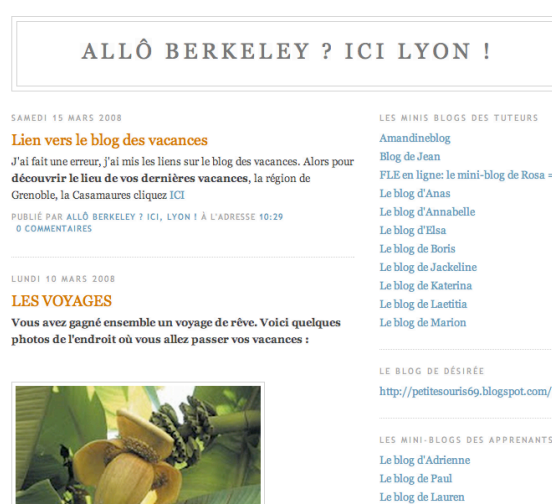 ALLÔ BERKELEY ? ICI LYON !
SAMEDI 15 MARS 2008
Lien vers le blog des vacances
J'ai fait une erreur, j'ai mis les liens sur le blog des vacances. Alors pour
découvrir le lieu de vos dernières vacances, la région de
Grenoble, la Casamaures cliquez ICI
PUBLIÉ PAR ALLÔ BERKELEY ? ICI, LYON ! À L'ADRESSE 10:29
0 COMMENTAIRES
LUNDI 10 MARS 2008
LES VOYAGES
Vous avez gagné ensemble un voyage de rêve. Voici quelques
photos de l'endroit où vous allez passer vos vacances :
LES MINIS BLOGS DES TUTEURS
Amandineblog
Blog de Jean
FLE en ligne: le mini-blog de Rosa =
Le blog d'Anas
Le blog d'Annabelle
Le blog d'Elsa
Le blog de Boris
Le blog de Jackeline
Le blog de Katerina
Le blog de Laetitia
Le blog de Marion
LE BLOG DE DÉSIRÉE
http://petitesouris69.blogspot.com/
LES MINI-BLOGS DES APPRENANTS
Le blog d'Adrienne
Le blog de Paul
Le blog de Lauren